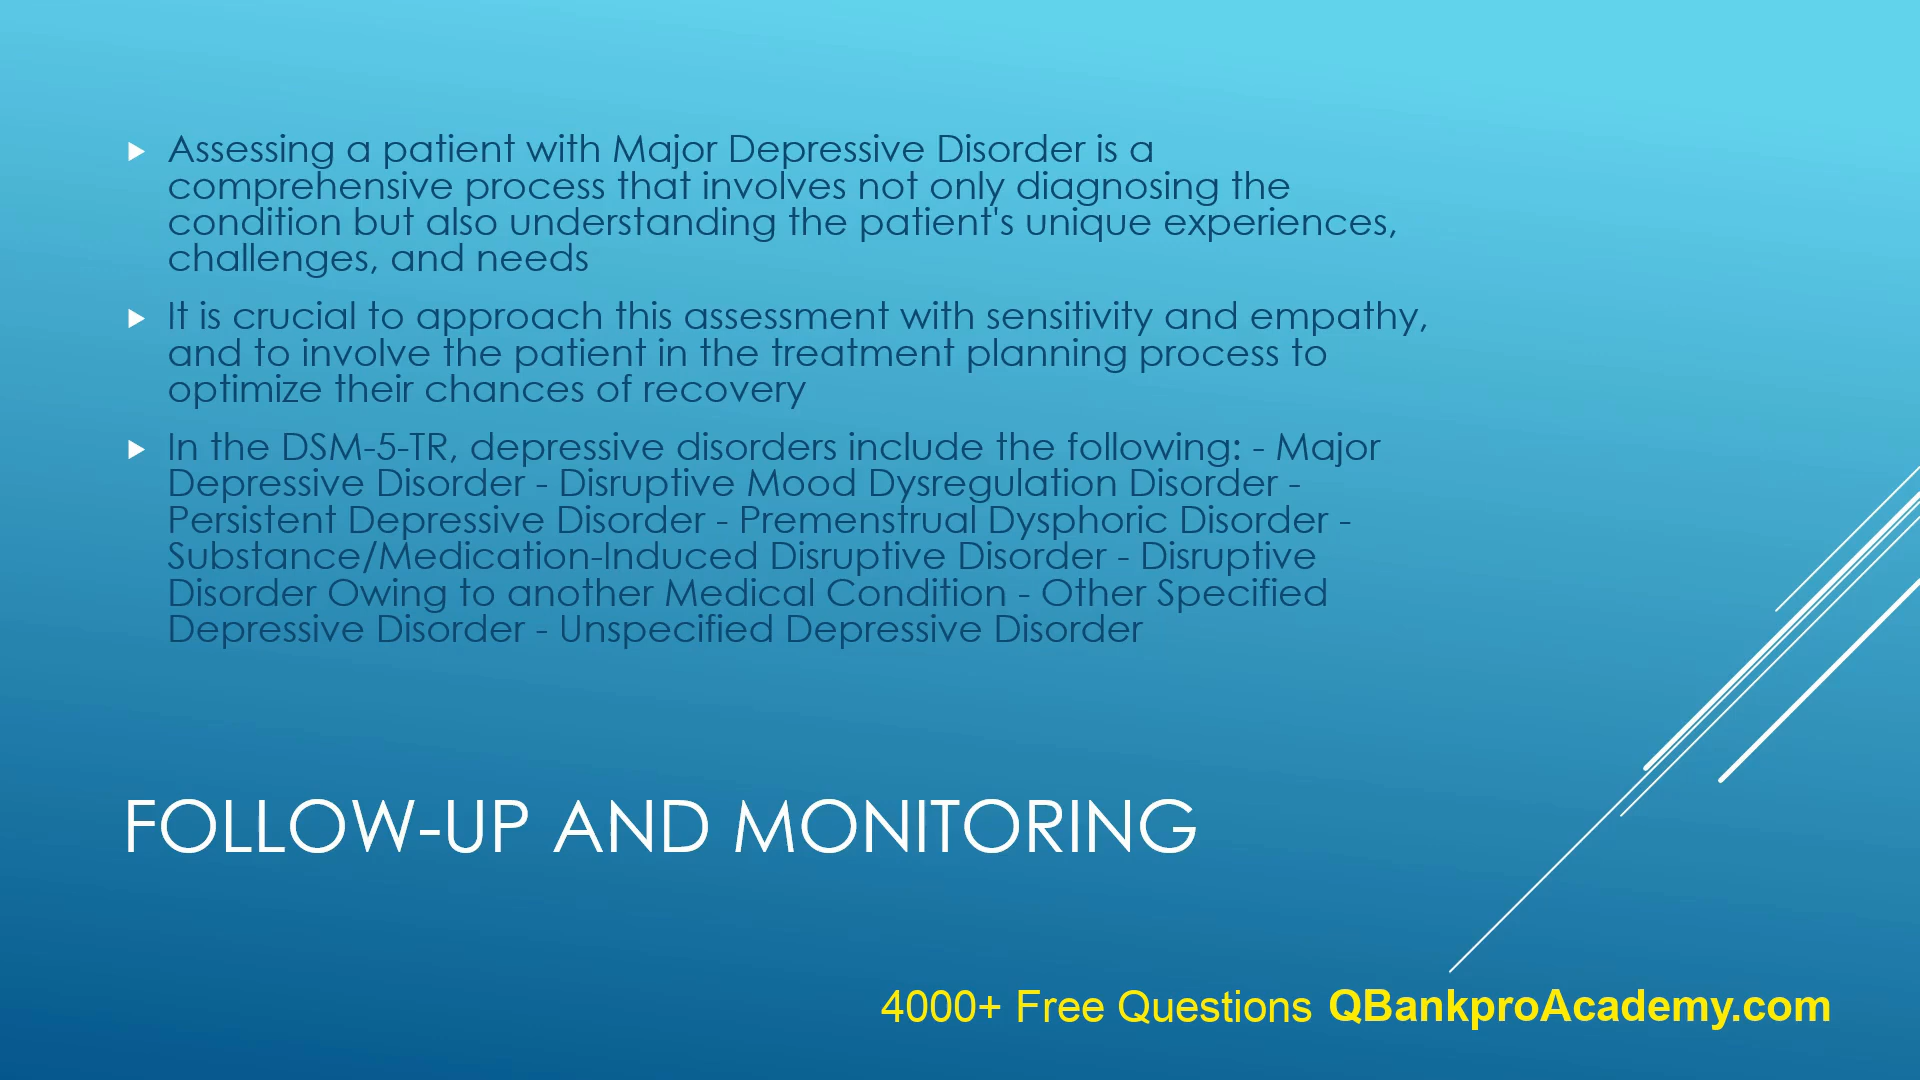 Assessing a patient with Major Depressive Disorder is a
comprehensive process that involves not only diagnosing the
condition but also understanding the patient's unique experiences,
challenges, and needs
It is crucial to approach this assessment with sensitivity and empathy,
and to involve the patient in the treatment planning process to
optimize their chances of recovery
In the DSM-5-TR, depressive disorders include the following: - Major
Depressive Disorder - Disruptive Mood Dysregulation Disorder -
Persistent Depressive Disorder - Premenstrual Dysphoric Disorder -
Substance/Medication-Induced Disruptive Disorder - Disruptive
Disorder Owing to another Medical Condition - Other Specified
Depressive Disorder - Unspecified Depressive Disorder
FOLLOW-UP AND MONITORING
4000+ Free Questions QBankproAcademy.com